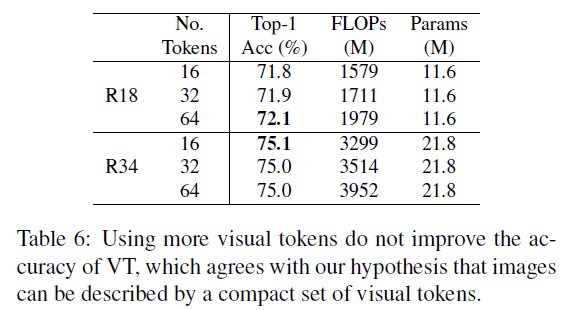 No. Top-1 FLOPs Params
Tokens Acc (%) (M) (M)
16 71.8 1579 11.6
R18 32 71.9 1711 11.6
64 72.1 1979 11.6
16 75.1 3299 21.8
R34 32 75.0 3514 21.8
64 75.0 3952 21.8
Table 6: Using more visual tokens do not improve the ac-
curacy of VT, which agrees with our hypothesis that images
can be described by a compact set of visual tokens.